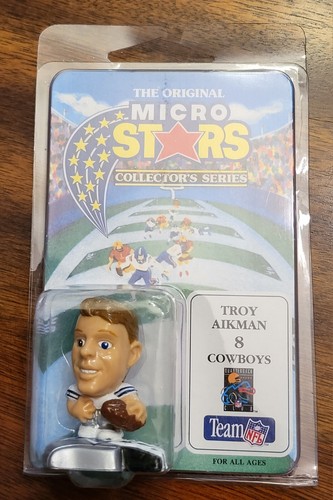 THE ORIGINAL
MICRO
STARS
COLLECTOR'S SERIES
TROY
AIKMAN
8
COWBOYS
Team NFL
FOR ALL AGES